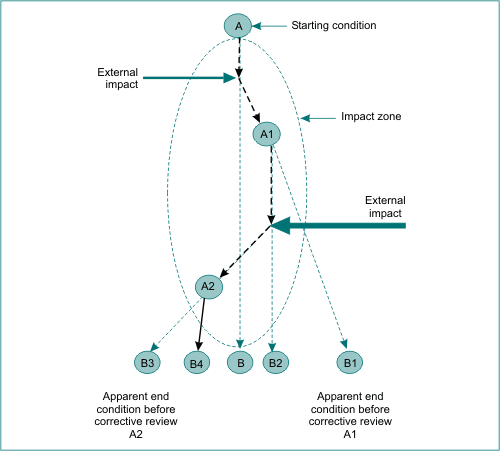 A
Starting condition
External
impact
Impact zone
A1
External
impact
A2
B3
B4
B
B2
B1
Apparent end
condition before
corrective review
A2
Apparent end
condition before
corrective review
A1